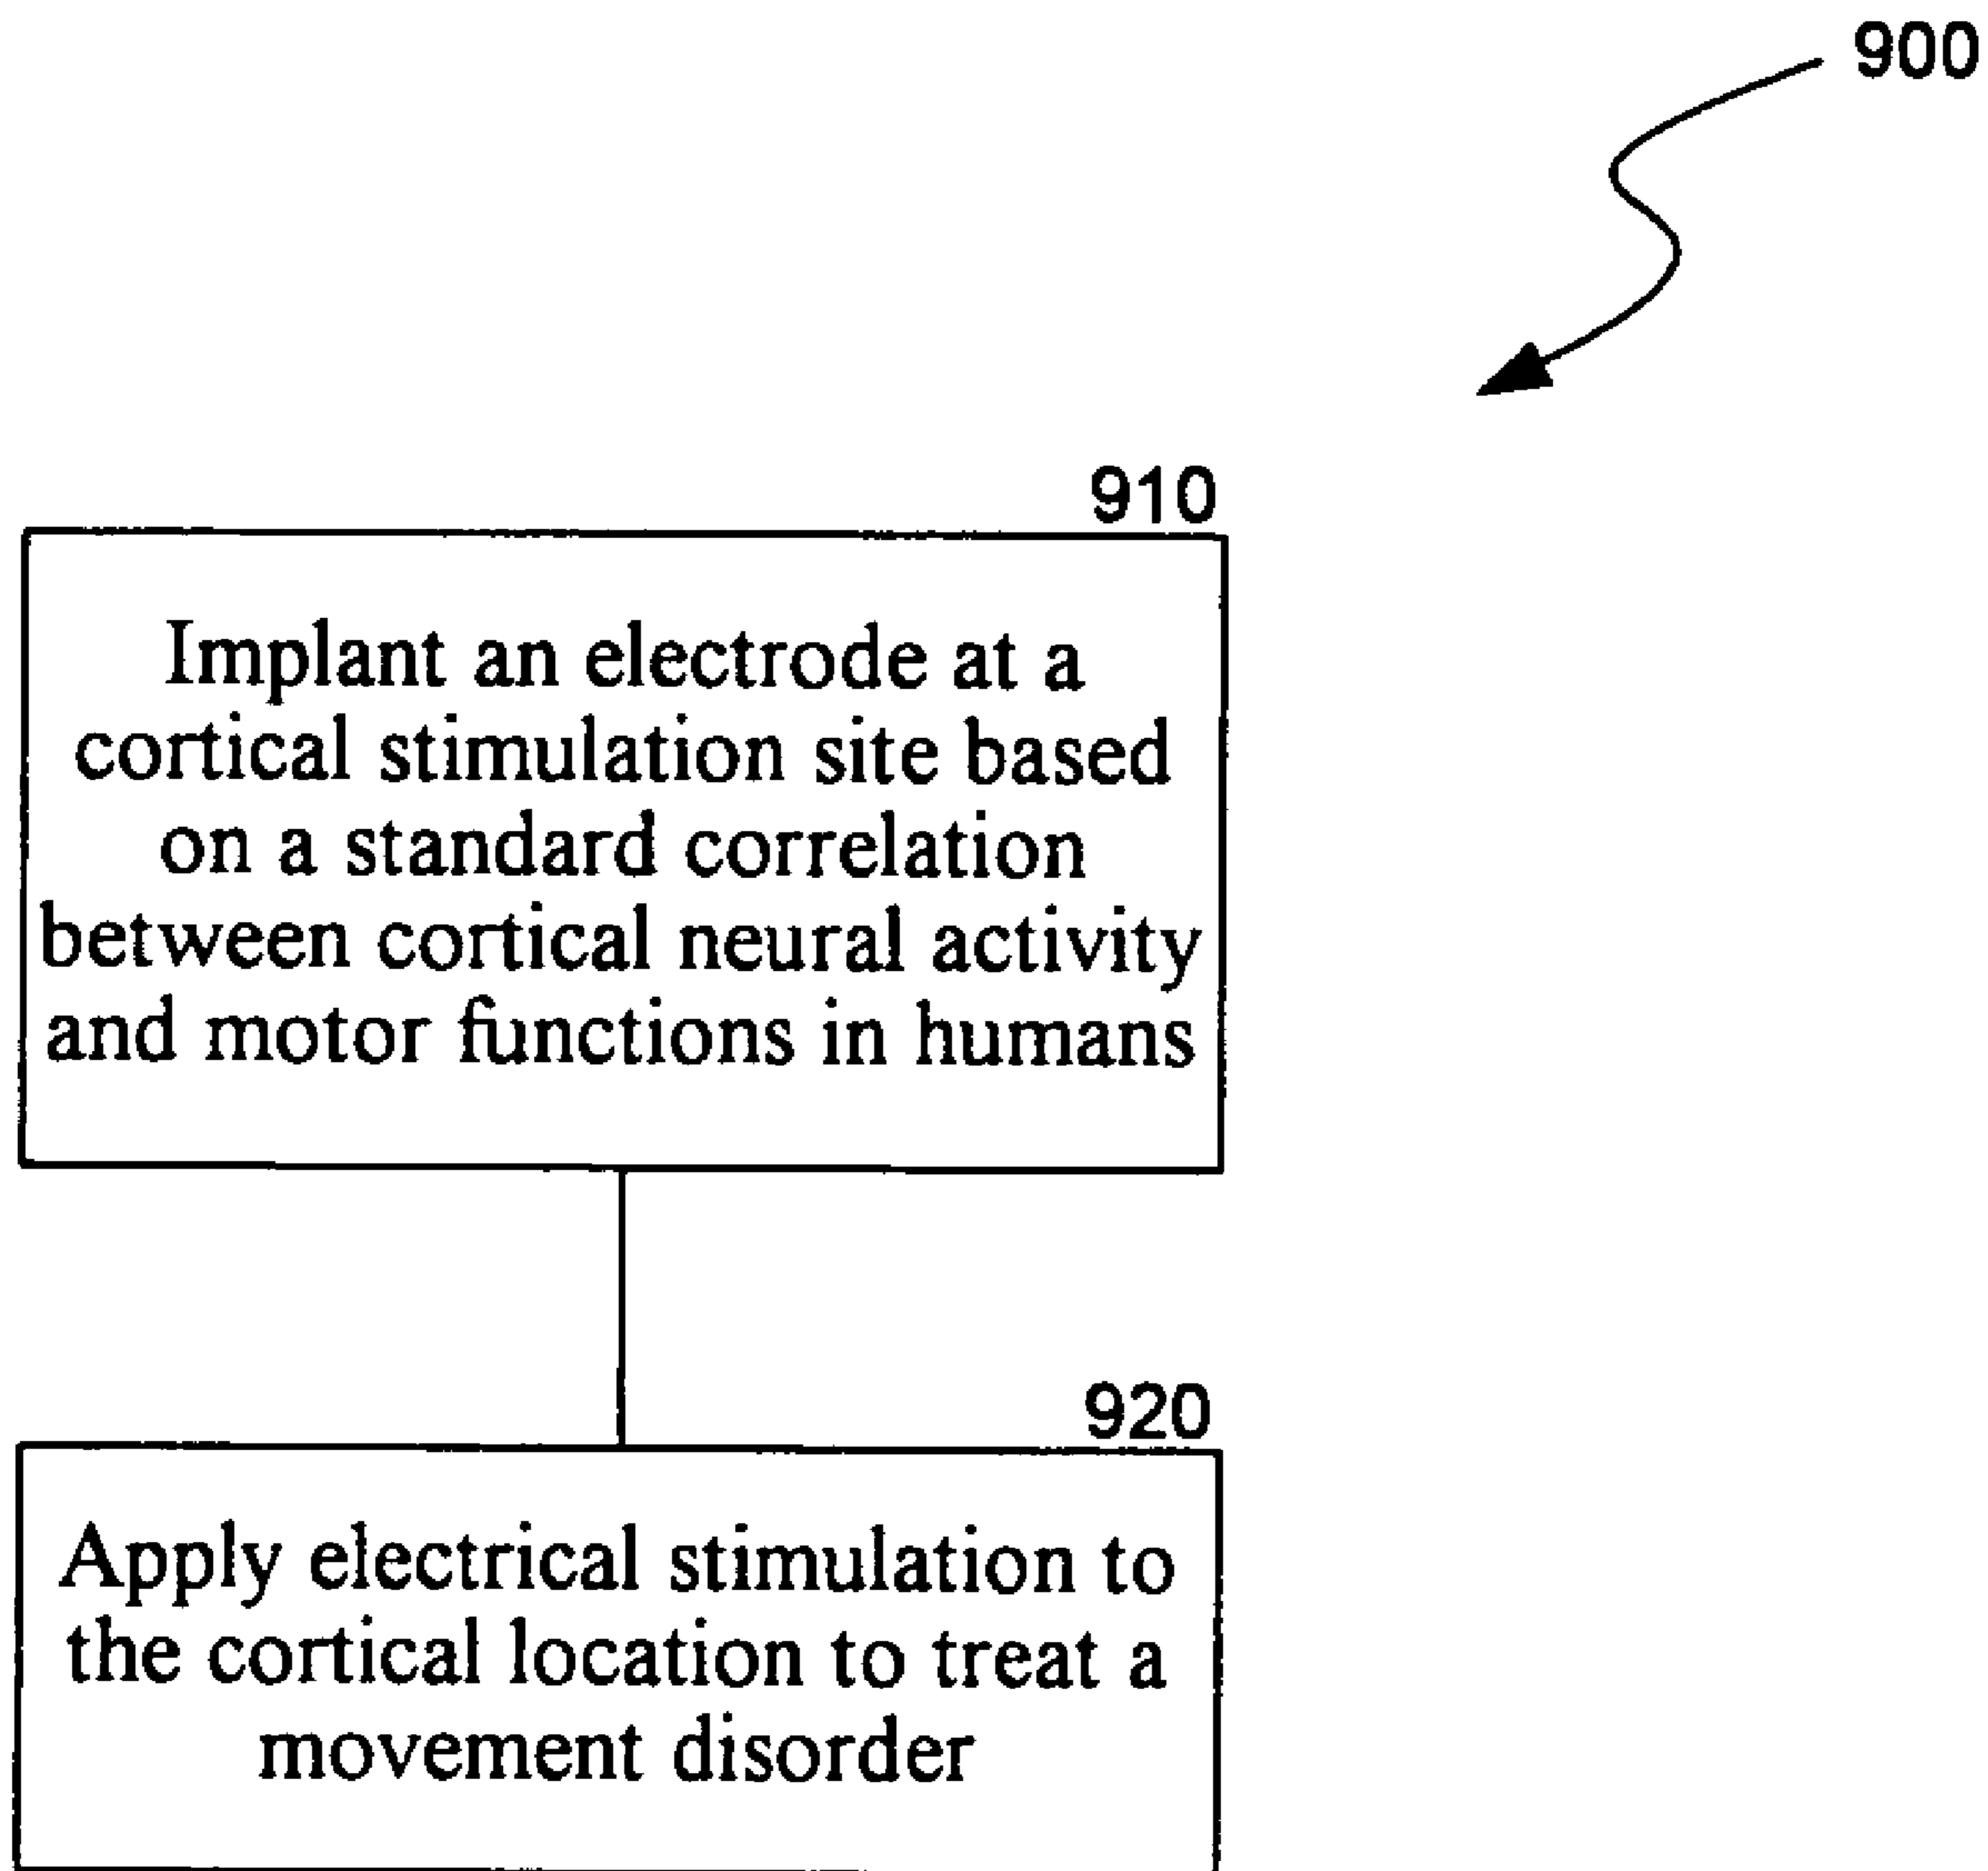 900
910
Implant an electrode at a
cortical stimulation site based
on a standard correlation
between cortical neural activity
and motor functions in humans
920
Apply electrical stimulation to
the cortical location to treat a
movement disorder